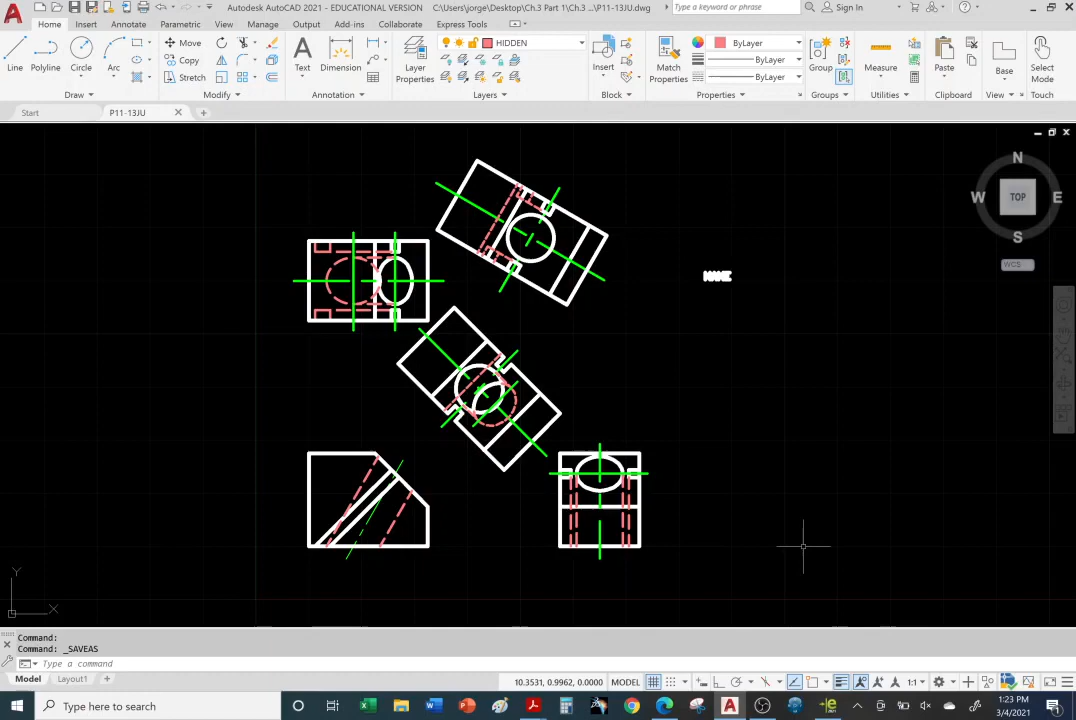 Autodesk AutoCAD 2021 - EDUCATIONAL VERSION C:\Users\jorge\Desktop\Ch.3 Part 1\Ch.3 ...\P11-13JU.dwg
Type a keyword or phrase
Sign In
Home Insert Annotate Parametric View Manage Output Add-ins Collaborate Express Tools
Line Polyline Circle Arc
Move
Copy
Stretch
Text Dimension
Layer
Properties
HIDDEN
Insert
Match
Properties
ByLayer
ByLayer
ByLayer
Group
Measure
Paste
Base
Select
Mode
Draw Modify Annotation Layers Block Properties Groups Utilities Clipboard View Touch
Start P11-13JU
N
W TOP E
S
WCS
NAME
Y
X
Command:
Command: _SAVEAS
Type a command
Model Layout1
10.3531, 0.9962, 0.0000 MODEL 1:1
Type here to search
1:23 PM
3/4/2021